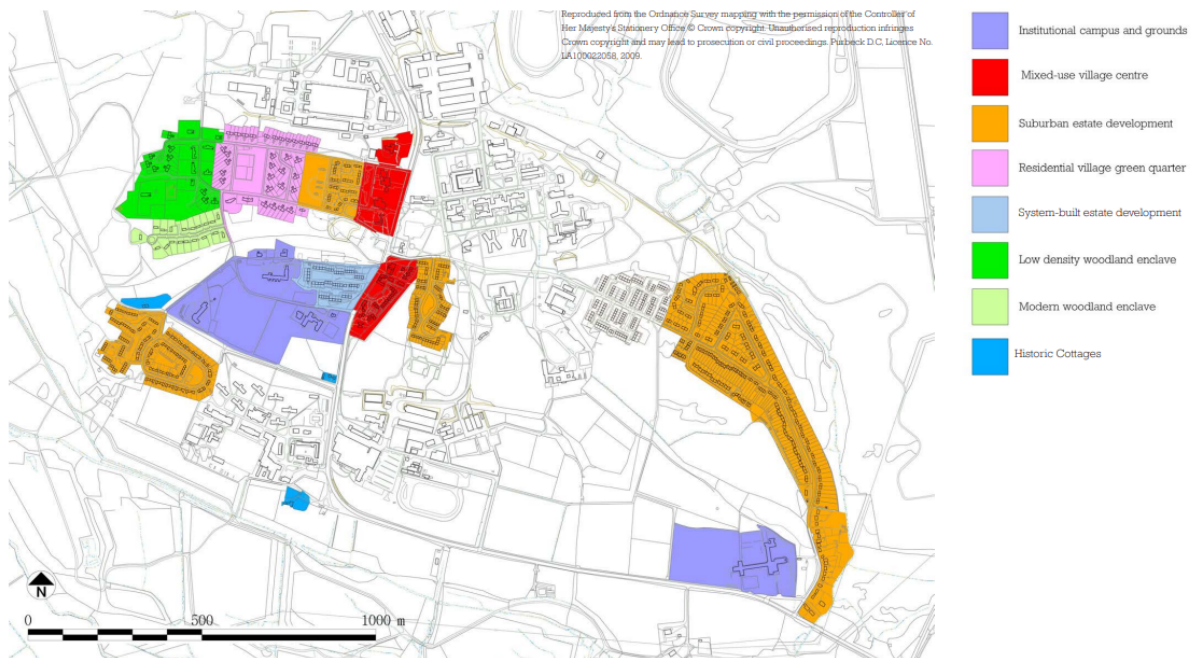 Reproduced from the Ordnance Survey mapping with the permission of the Controller of
Her Majesty's Stationery Office © Crown copyright. Unauthorised reproduction infringes
Crown copyright and may lead to prosecution or civil proceedings. Purbeck D.C, Licence No.
LA100022058, 2009.
Institutional campus and grounds
Mixed-use village centre
Suburban estate development
Residential village green quarter
System-built estate development
Low density woodland enclave
Modern woodland enclave
Historic Cottages
N
0 500 1000 m